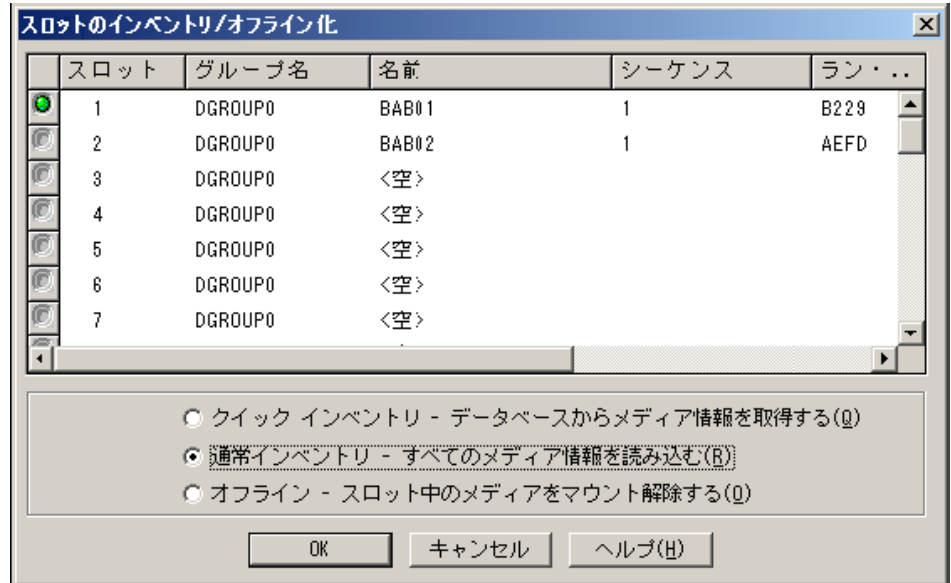 スロットのインベントリ/オフライン化
スロット グループ名 名前 シーケンス ラン・..
1 DGROUP0 BAB01 1 B229
2 DGROUP0 BAB02 1 AEFD
3 DGROUP0 <空>
4 DGROUP0 <空>
5 DGROUP0 <空>
6 DGROUP0 <空>
7 DGROUP0 <空>
クイック インベントリ - データベースからメディア情報を取得する(Q)
通常インベントリ - すべてのメディア情報を読み込む(R)
オフライン - スロット中のメディアをマウント解除する(O)
OK キャンセル ヘルプ(H)